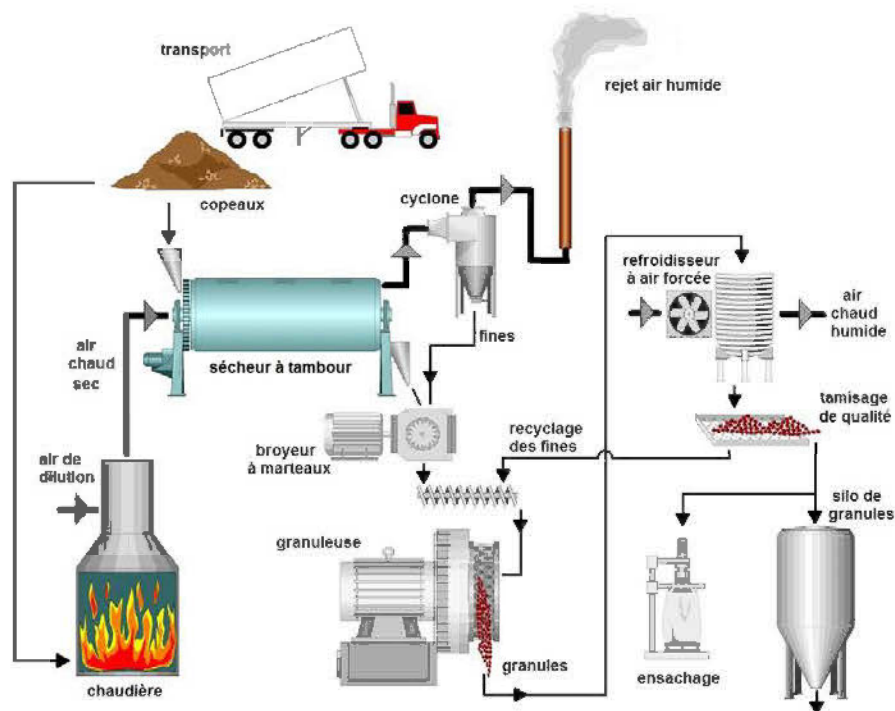 transport
rejet air humide
copeaux
cyclone
refroidisseur
à air forcée
air
chaud
humide
air
chaud
sec
sécheur à tambour
fines
tamisage
de qualité
broyeur
à marteaux
recyclage
des fines
air de
dilution
silo de
granules
granuleuse
granules
ensachage
chaudière